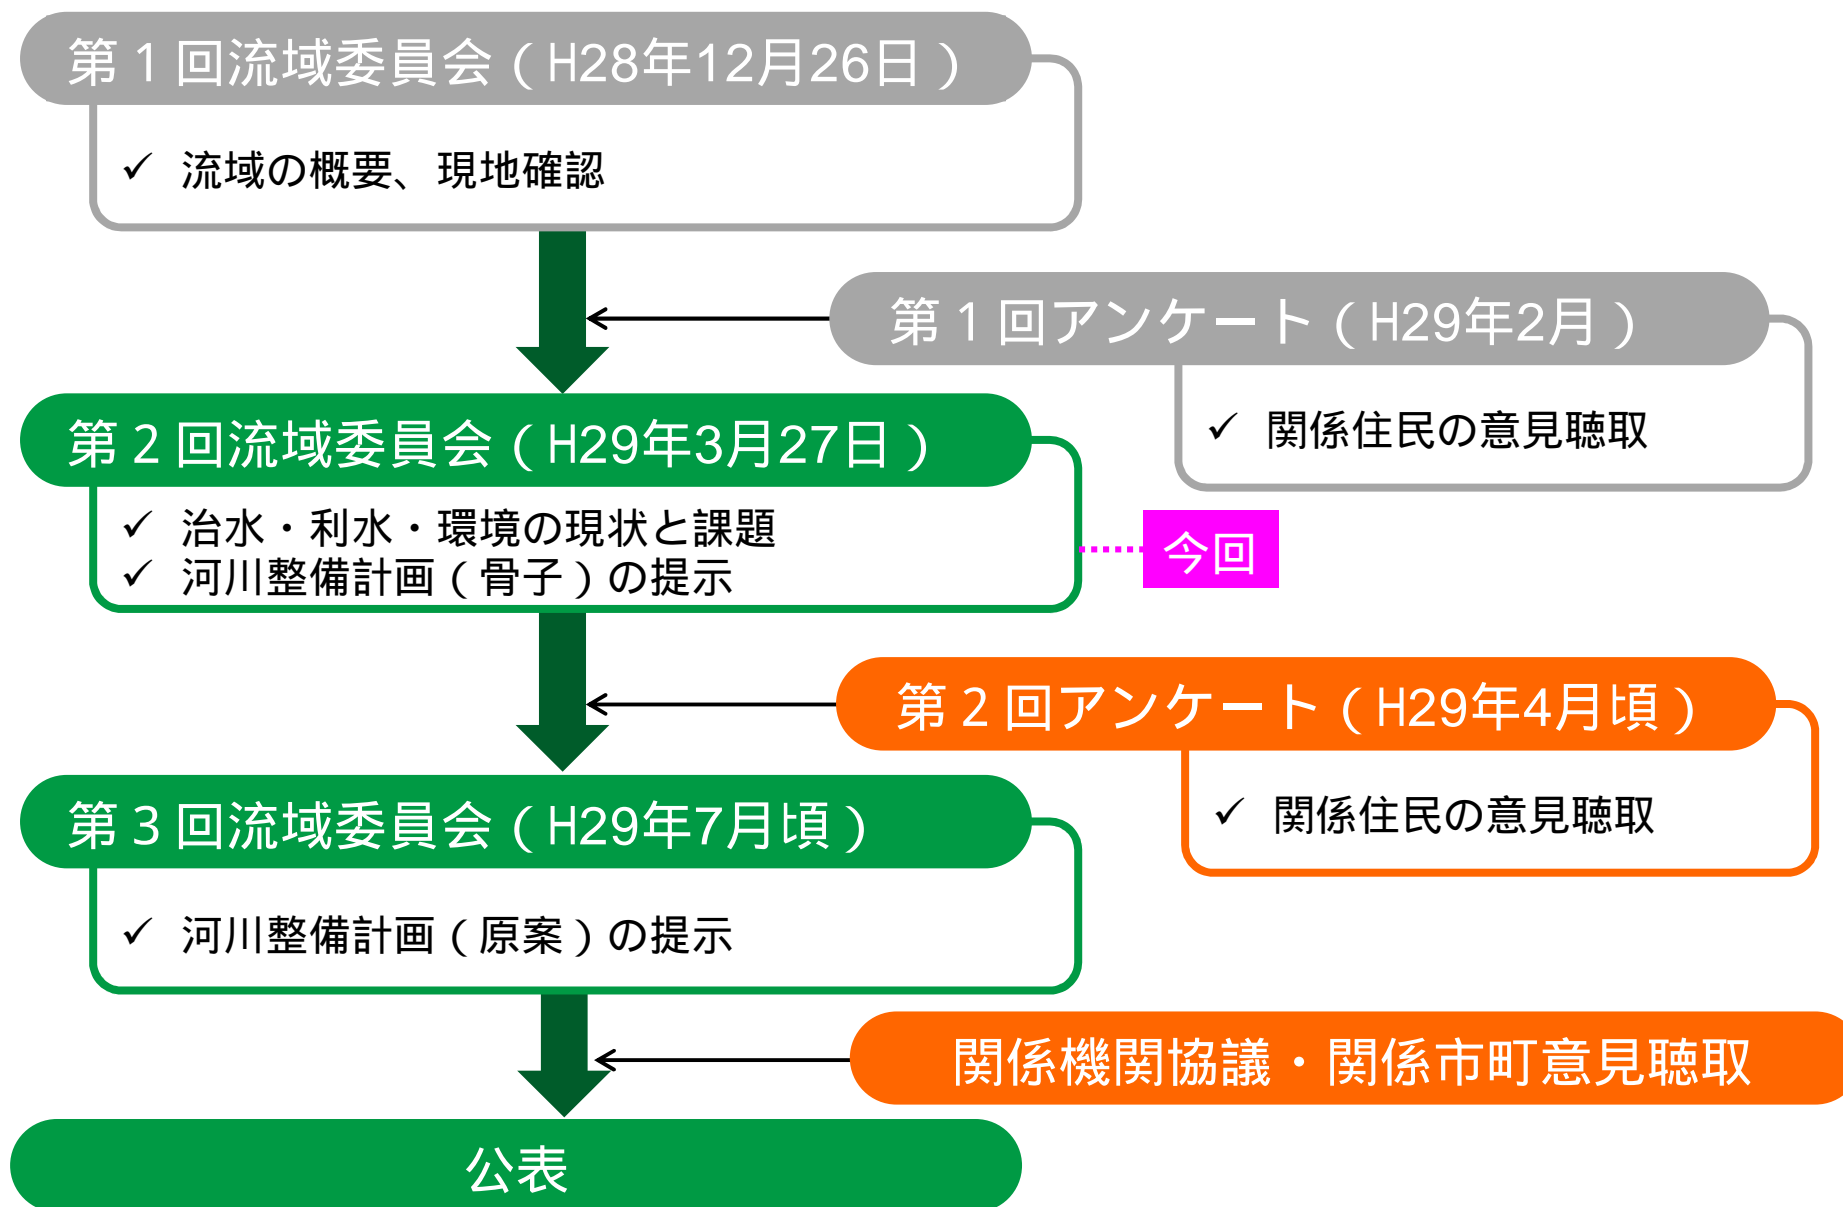 第１回流域委員会（H28年12月26日）
✓ 流域の概要、現地確認
第１回アンケート（H29年2月）
✓ 関係住民の意見聴取
第２回流域委員会（H29年3月27日）
✓ 治水・利水・環境の現状と課題
✓ 河川整備計画（骨子）の提示
今回
第２回アンケート（H29年4月頃）
✓ 関係住民の意見聴取
第３回流域委員会（H29年7月頃）
✓ 河川整備計画（原案）の提示
関係機関協議・関係市町意見聴取
公表